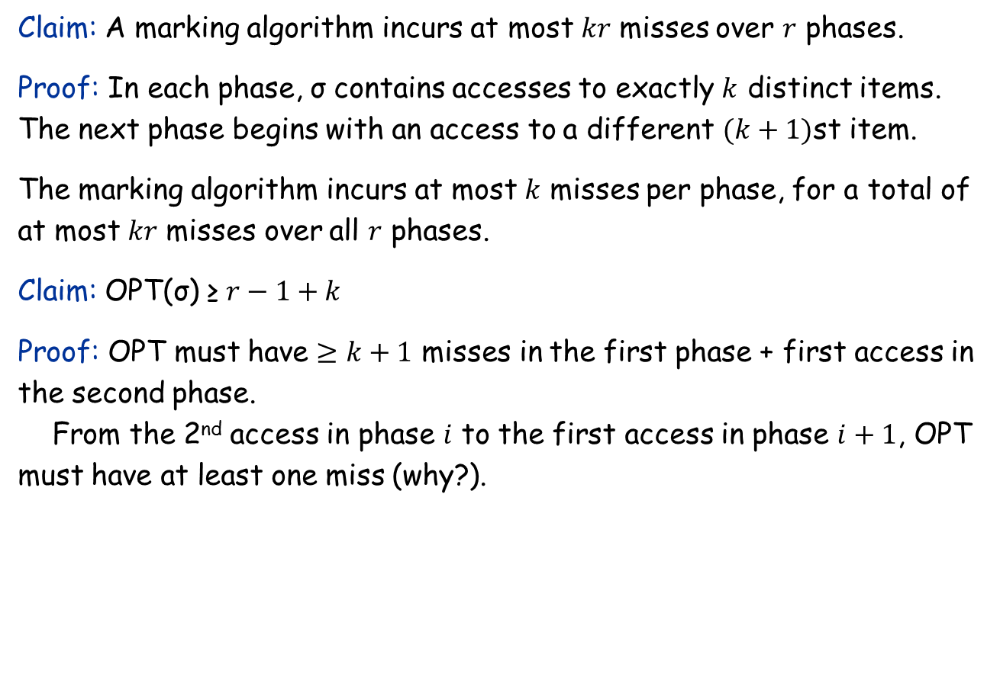 Claim: A marking algorithm incurs at most kr misses over r phases.
Proof: In each phase, σ contains accesses to exactly k distinct items.
The next phase begins with an access to a different (k + 1)st item.
The marking algorithm incurs at most k misses per phase, for a total of
at most kr misses over all r phases.
Claim: OPT(σ) ≥ r − 1 + k
Proof: OPT must have ≥ k + 1 misses in the first phase + first access in
the second phase.
From the 2nd access in phase i to the first access in phase i + 1, OPT
must have at least one miss (why?).